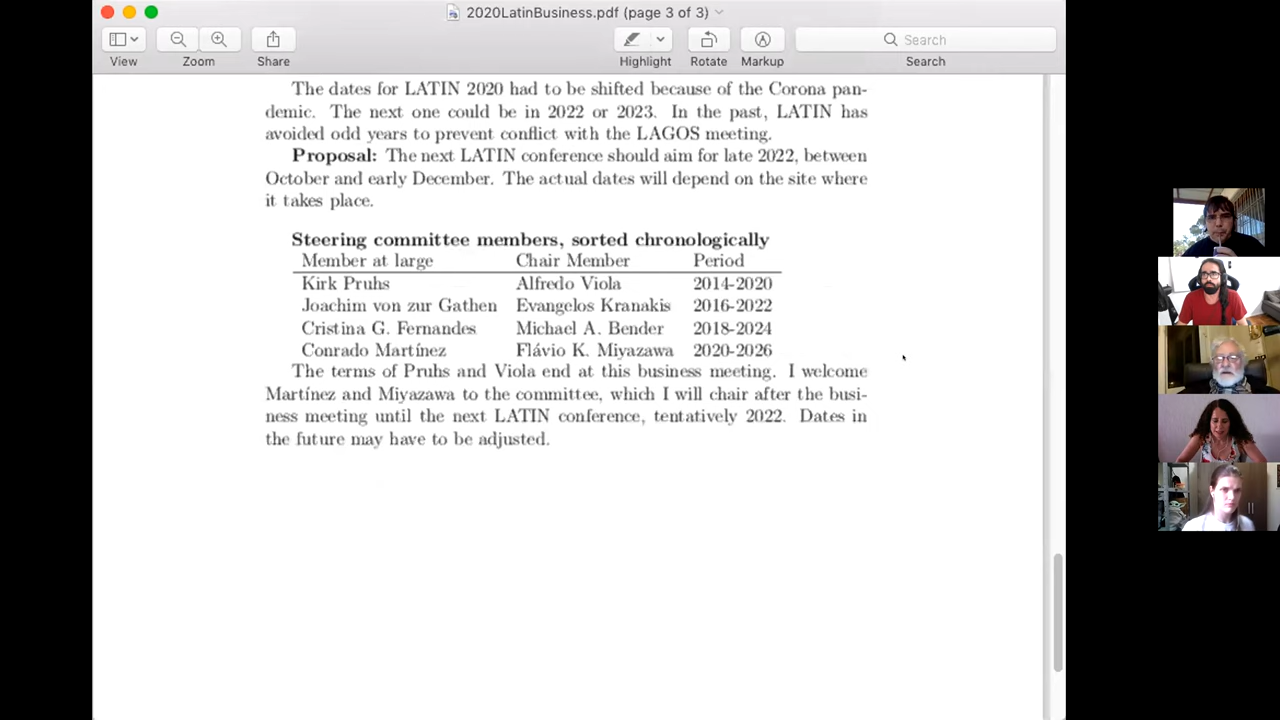 2020LatinBusiness.pdf (page 3 of 3)
View
Zoom
Share
Highlight
Rotate
Markup
Search
Search
The dates for LATIN 2020 had to be shifted because of the Corona pan-
demic. The next one could be in 2022 or 2023. In the past, LATIN has
avoided odd years to prevent conflict with the LAGOS meeting.
Proposal: The next LATIN conference should aim for late 2022, between
October and early December. The actual dates will depend on the site where
it takes place.
Steering committee members, sorted chronologically
Member at large Chair Member Period
Kirk Pruhs Alfredo Viola 2014-2020
Joachim von zur Gathen Evangelos Kranakis 2016-2022
Cristina G. Fernandes Michael A. Bender 2018-2024
Conrado Martínez Flávio K. Miyazawa 2020-2026
The terms of Pruhs and Viola end at this business meeting. I welcome
Martínez and Miyazawa to the committee, which I will chair after the busi-
ness meeting until the next LATIN conference, tentatively 2022. Dates in
the future may have to be adjusted.